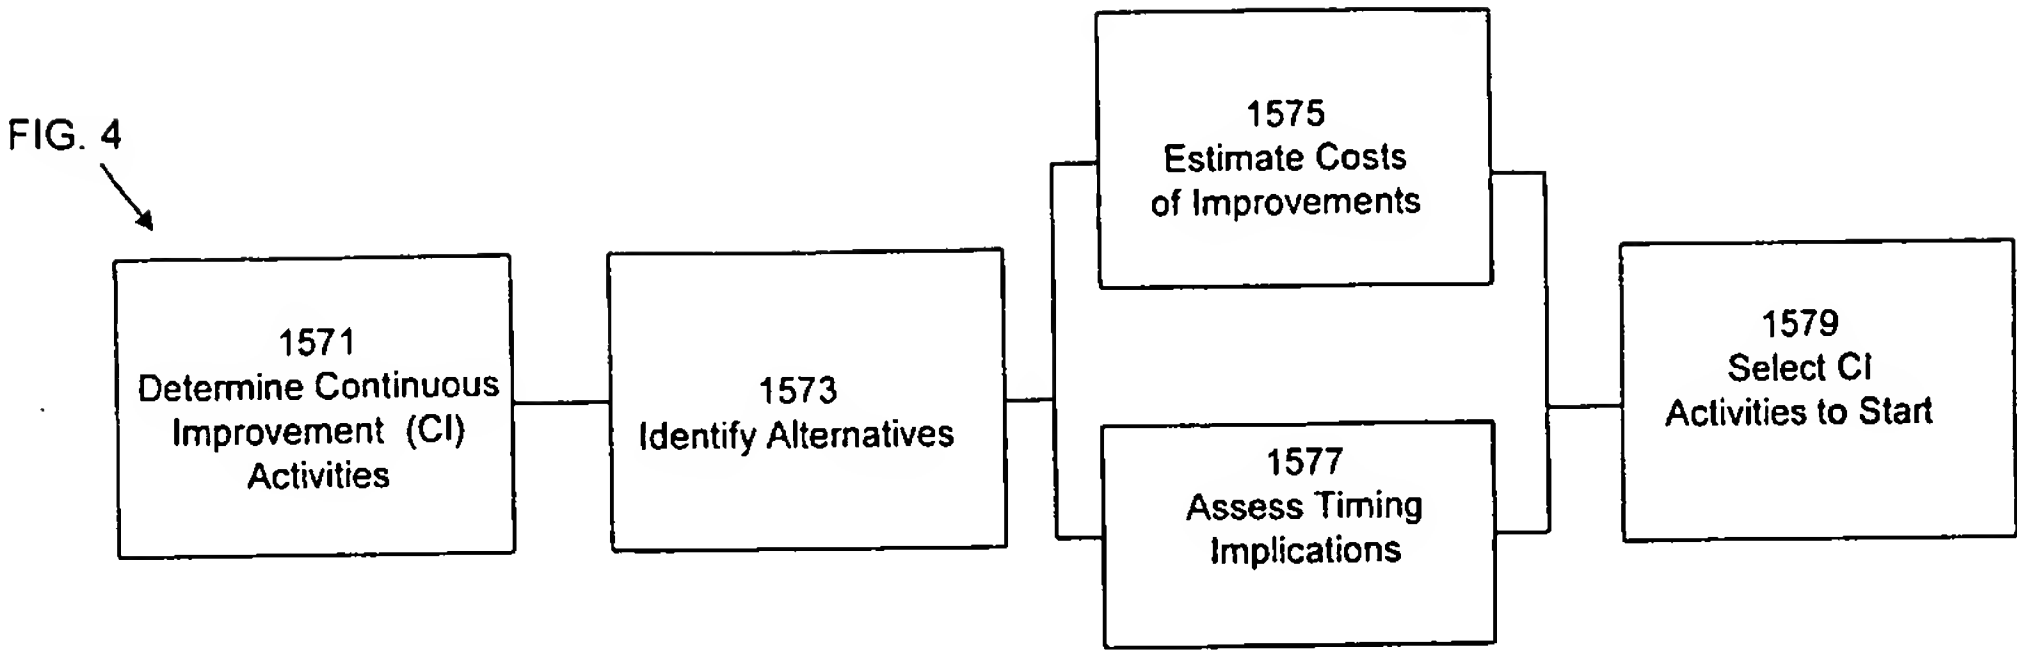 FIG. 4
1571
Determine Continuous
Improvement (CI)
Activities
1573
Identify Alternatives
1575
Estimate Costs
of Improvements
1577
Assess Timing
Implications
1579
Select CI
Activities to Start